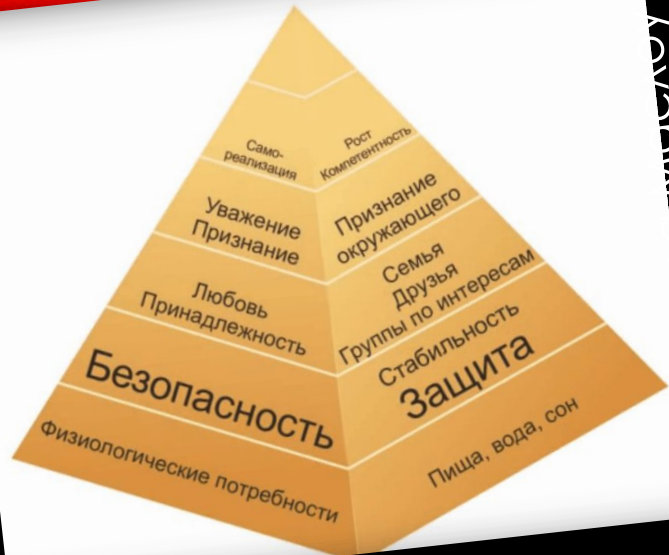 Само-
реализация
Рост
Компетентность
Уважение
Признание
Признание
окружающего
Любовь
Принадлежность
Семья
Друзья
Группы по интересам
Безопасность
Стабильность
Защита
Физиологические потребности
Пища, вода, сон